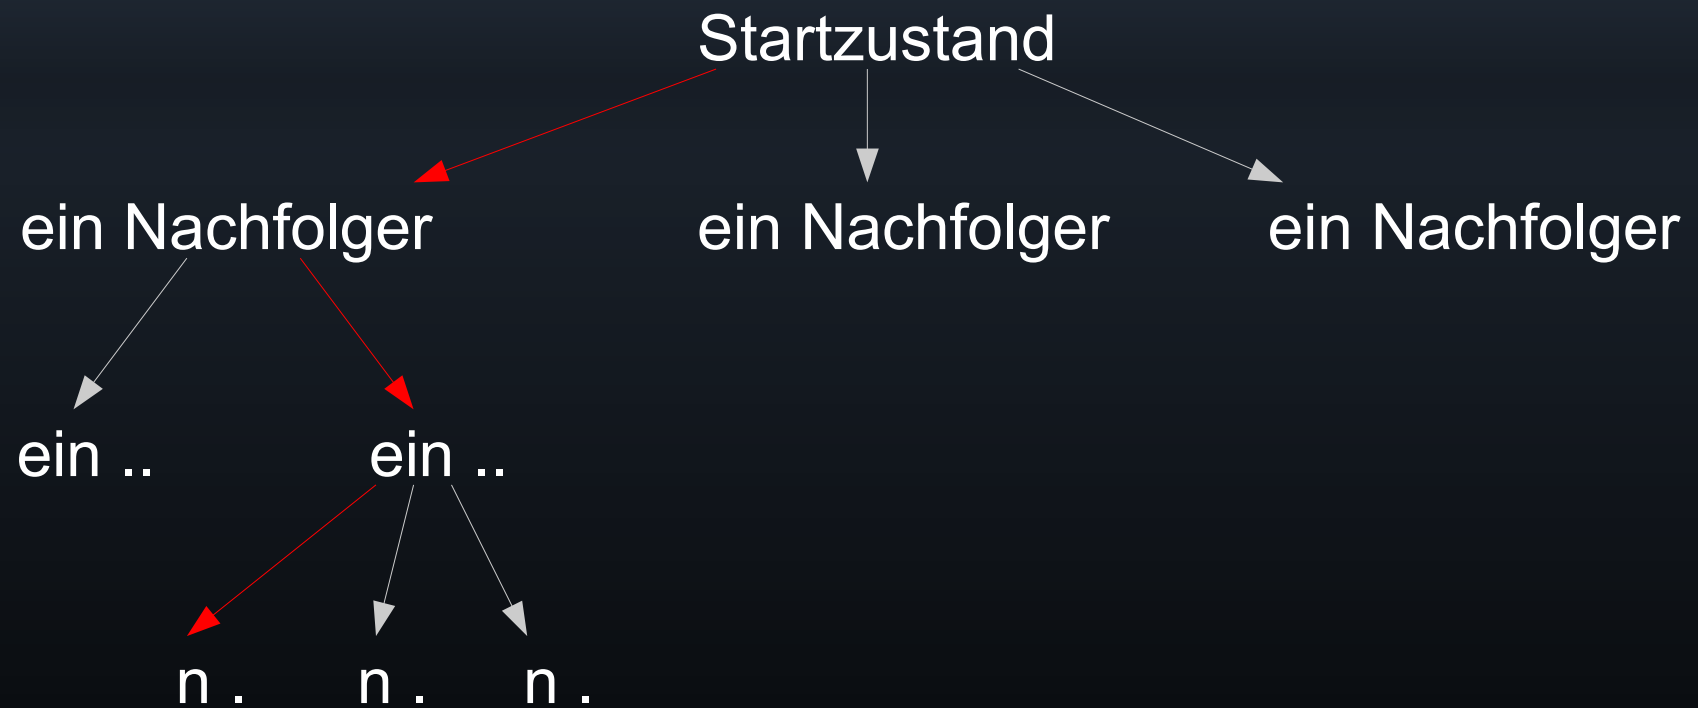 Startzustand
ein Nachfolger ein Nachfolger ein Nachfolger
ein .. ein ..
n . n . n .